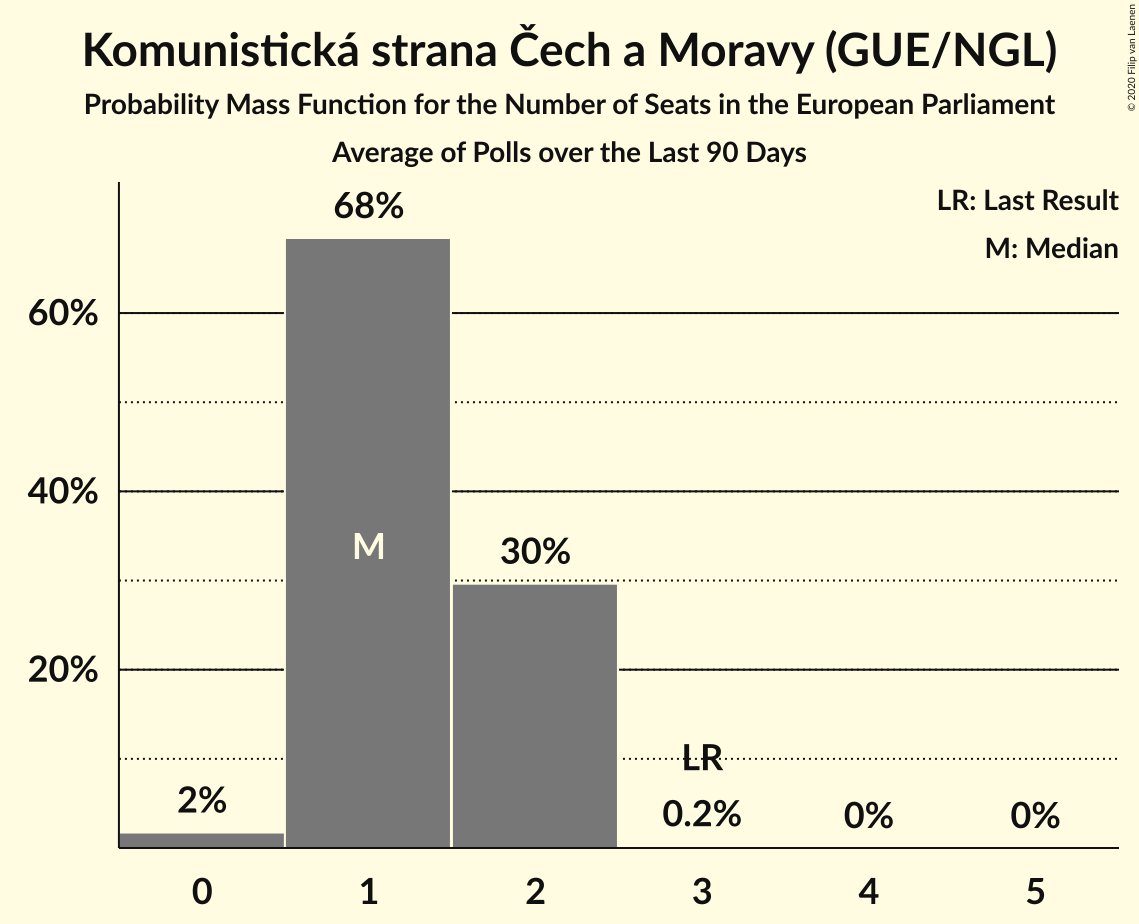 Komunistická strana Čech a Moravy (GUE/NGL)
Probability Mass Function for the Number of Seats in the European Parliament
Average of Polls over the Last 90 Days
© 2020 Filip van Laenen
LR: Last Result
M: Median
68%
60%
40%
M
30%
20%
LR
2%
0.2%
0%
0%
0 1 2 3 4 5